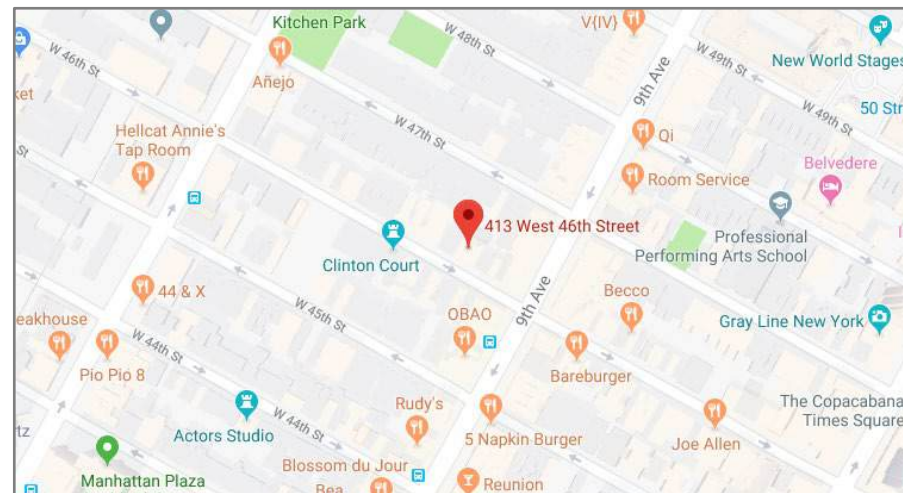 Kitchen Park
V{IV}
W 48th St
W 46th St
Añejo
9th Ave
W 49th St
New World Stages
ket
50 Str
W 47th St
W 49th St
Hellcat Annie's
Tap Room
St
Qi
Belvedere
Room Service
413 West 46th Street
Professional
Performing Arts School
Clinton Court
44 & X
W 45th St
OBAO
9th Ave
Becco
Gray Line New York
eakhouse
W 44th St
Pio Pio 8
Bareburger
The Copacabana
Times Square
Rudy's
Actors Studio
W 44th St
5 Napkin Burger
Joe Allen
tz
Blossom du Jour
Manhattan Plaza
Bea
Reunion